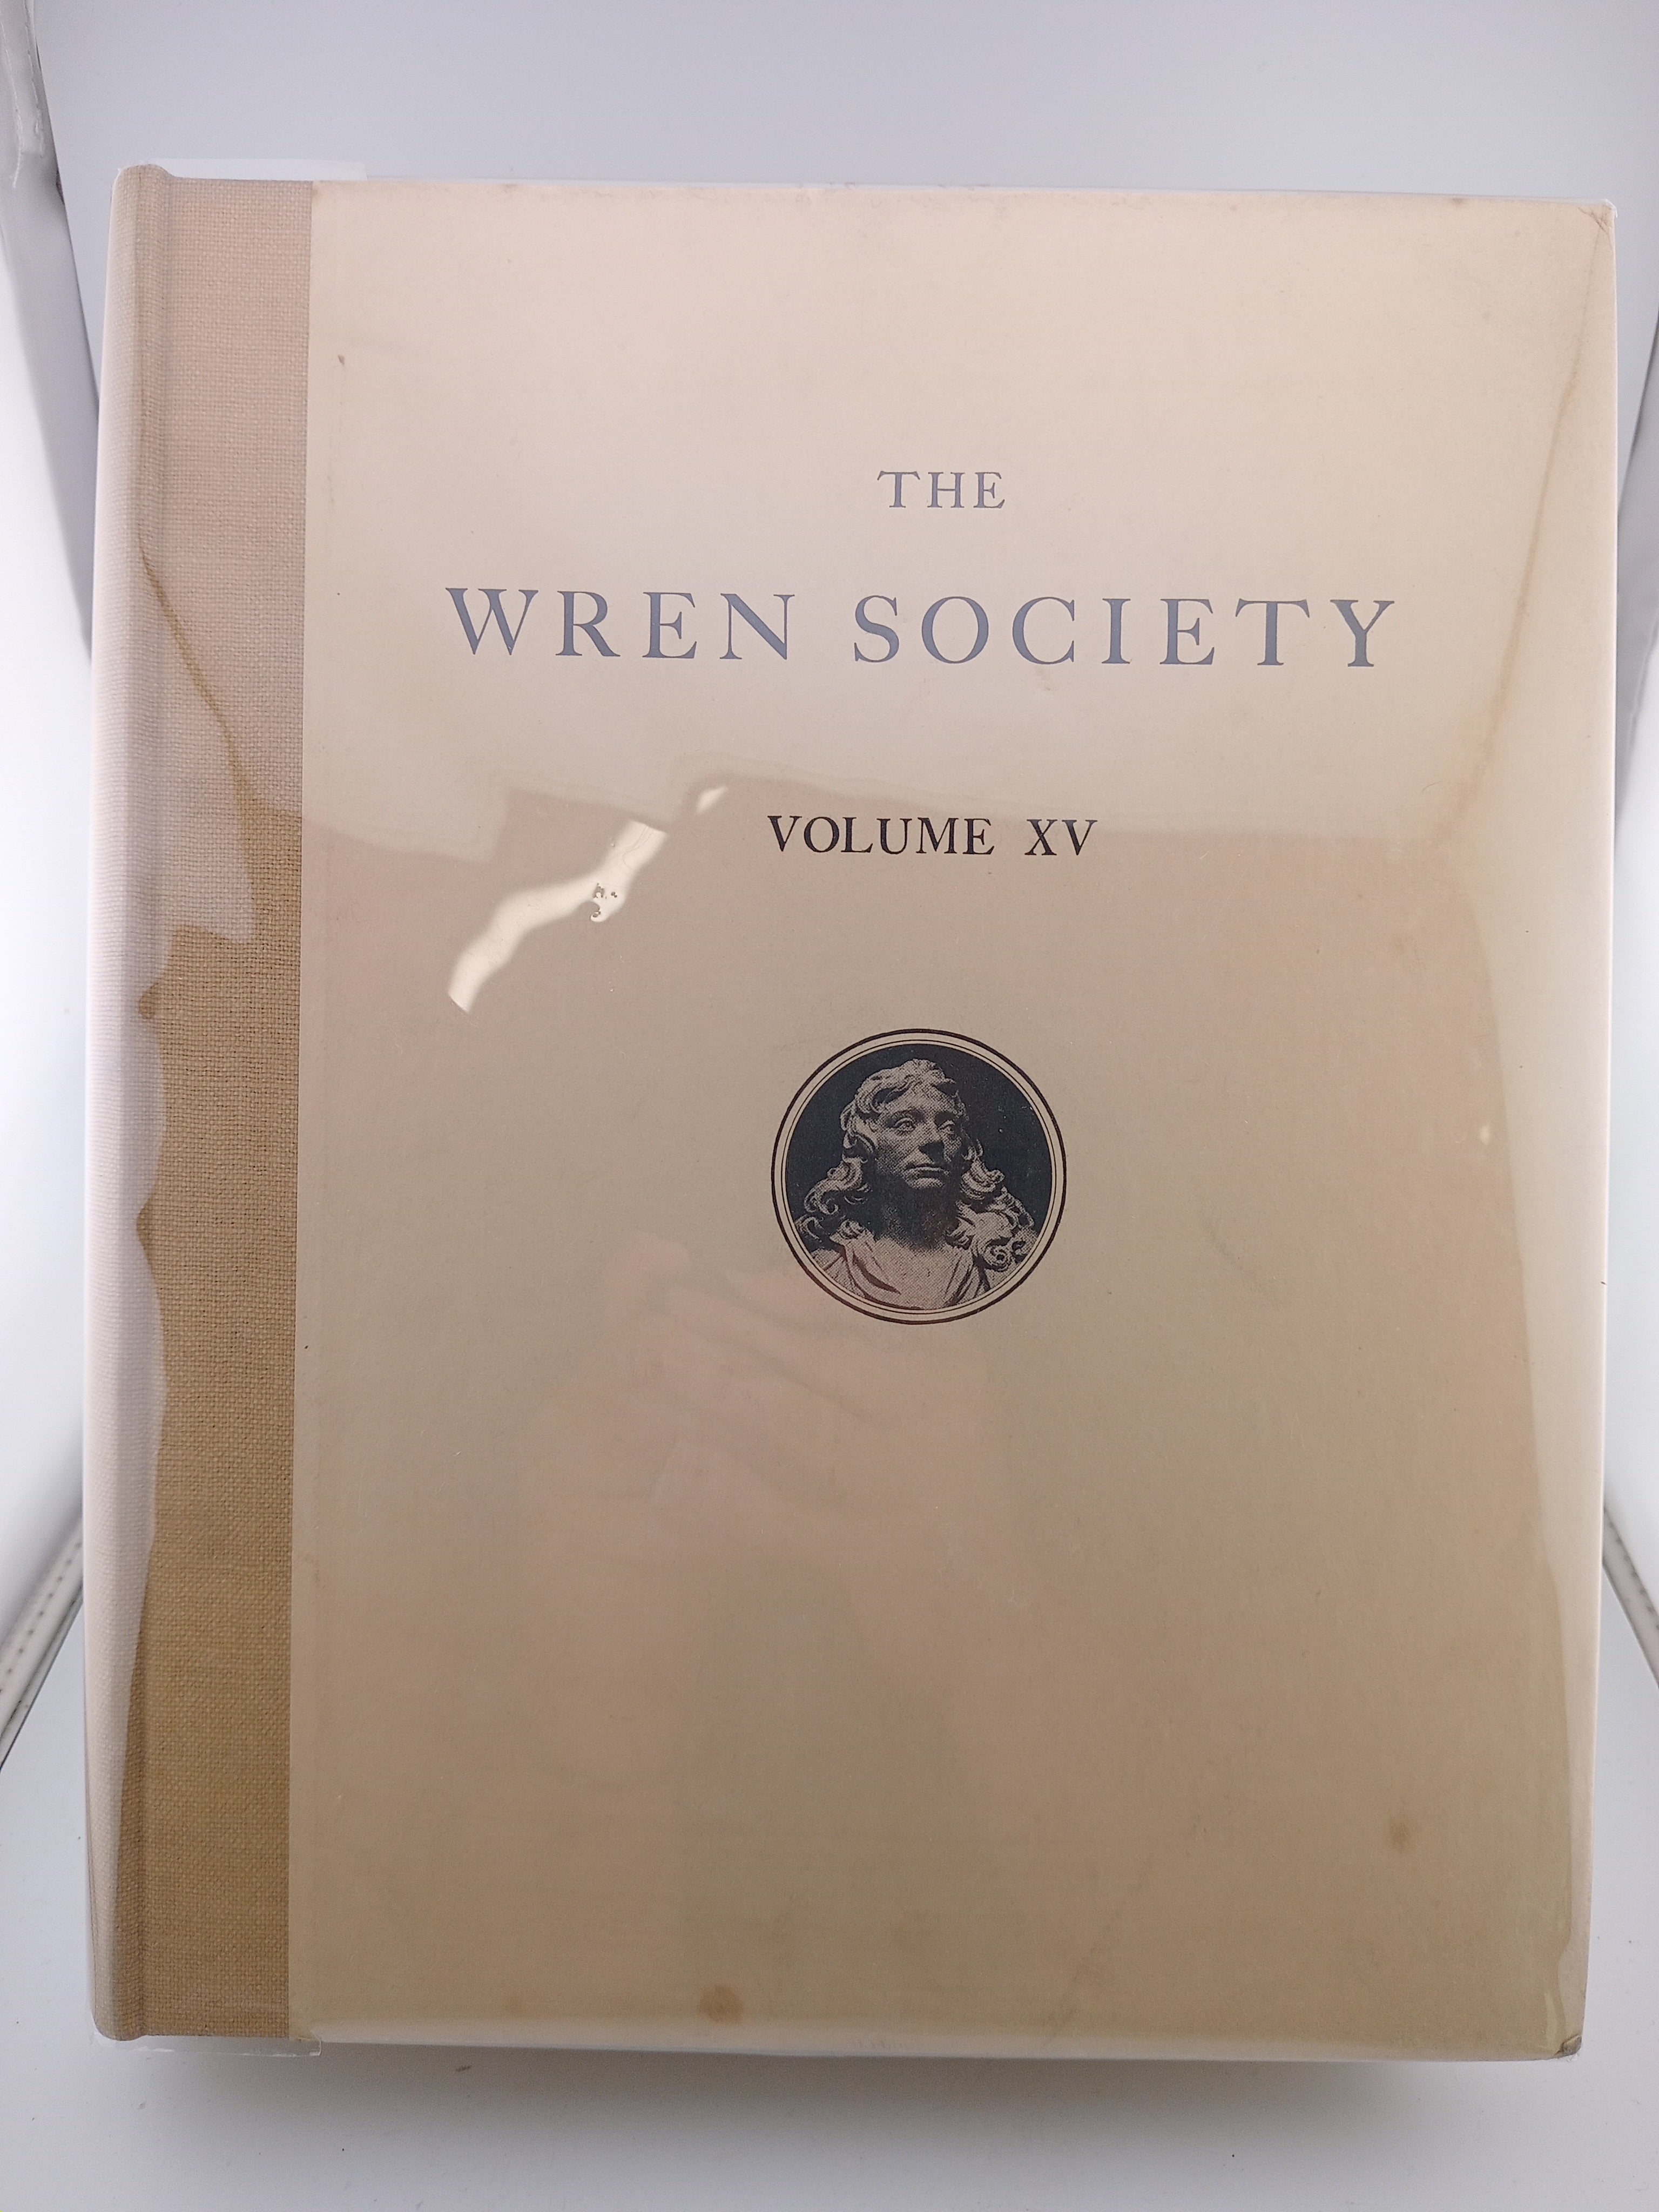 THE
WREN SOCIETY
VOLUME XV